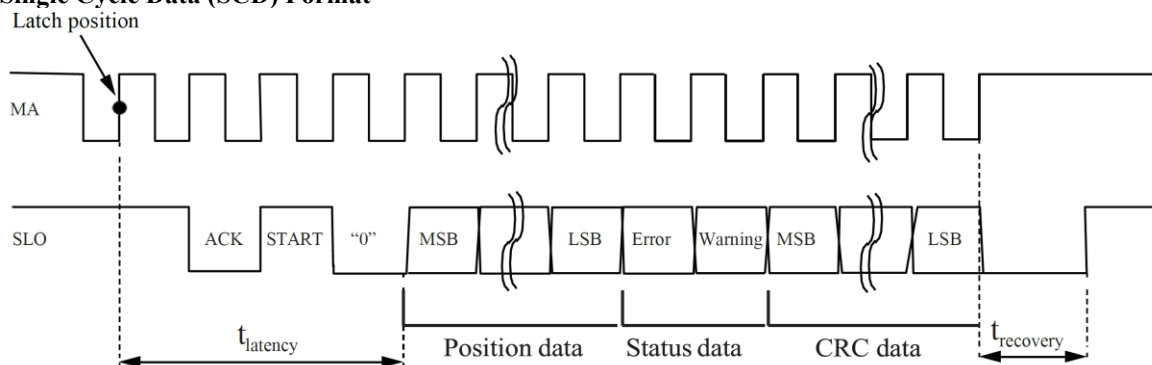 Single Cycle Data (SCD) Format
Latch position
MA
SLO
ACK
START
“0”
MSB
LSB
Error
Warning
MSB
LSB
tlatency
Position data
Status data
CRC data
trecovery